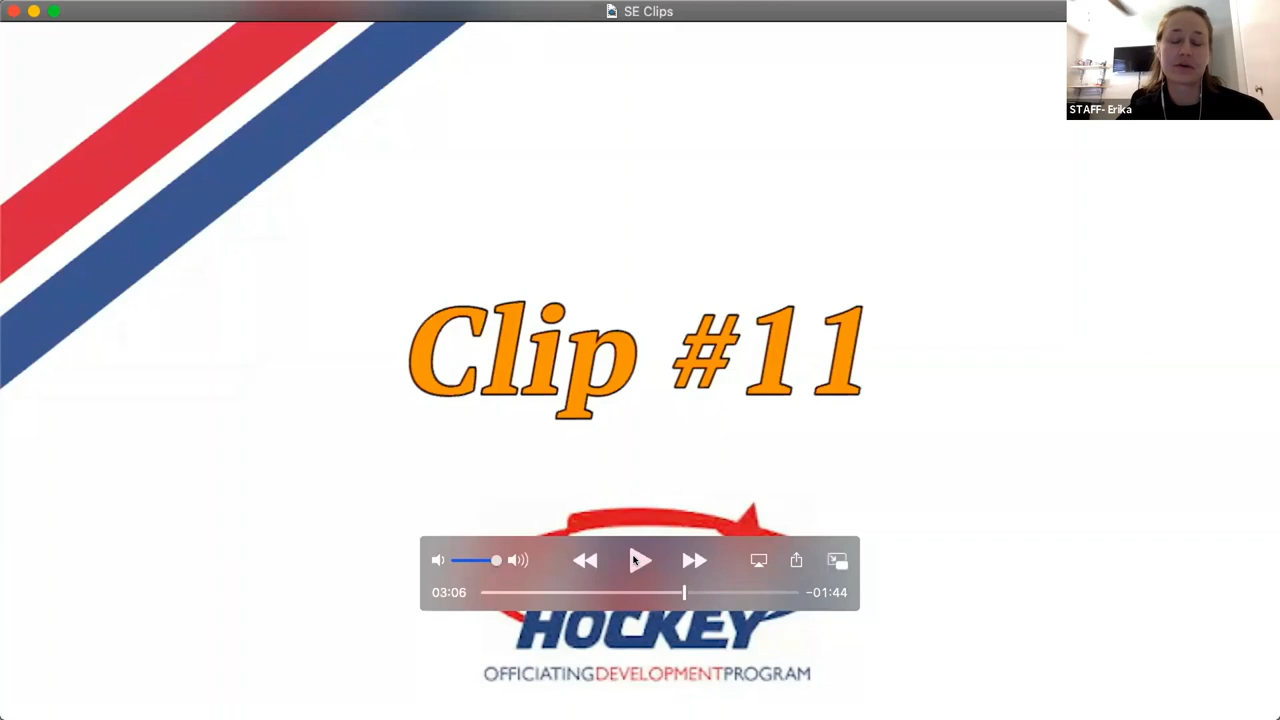 SE Clips
STAFF- Erika
Clip #11
03:06
-01:44
HOCKEY
OFFICIATINGDEVELOPMENTPROGRAM